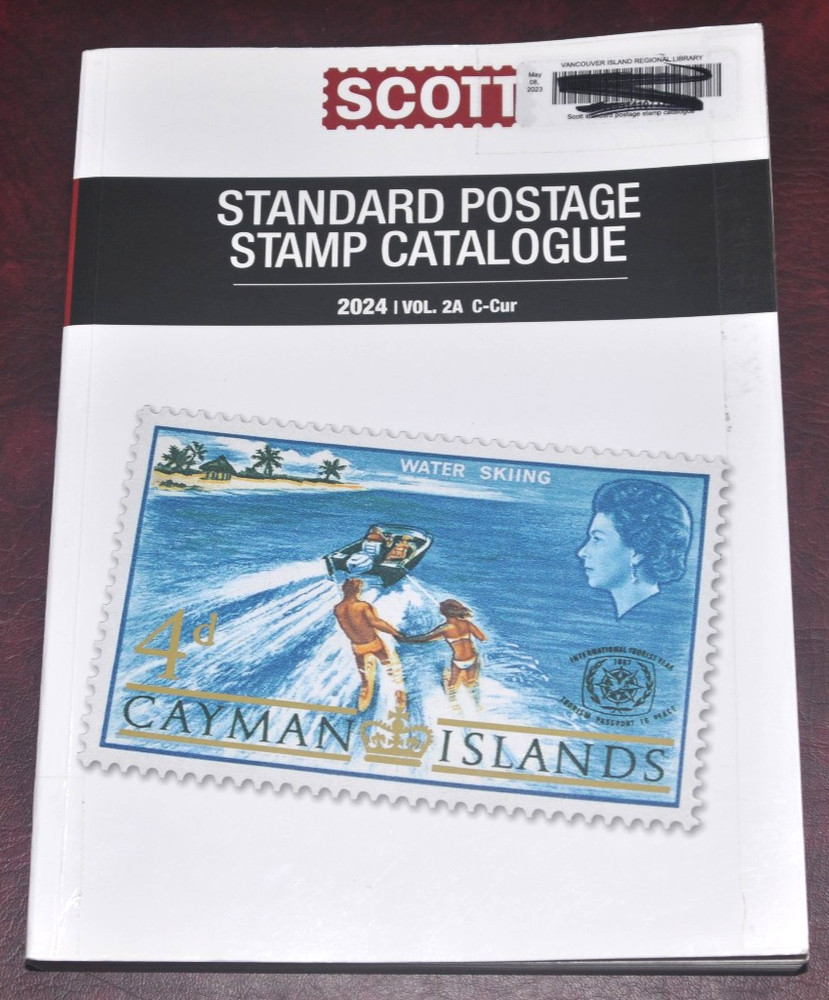 SCOTT
VANCOUVER ISLAND REGIONAL LIBRARY
May
08,
2023
Scott standard postage stamp catalogue
STANDARD POSTAGE
STAMP CATALOGUE
2024 | VOL. 2A C-Cur
WATER SKIING
4d
INTERNATIONAL TOURIST YEAR
1967
TOURISM PASSPORT TO PEACE
CAYMAN ISLANDS